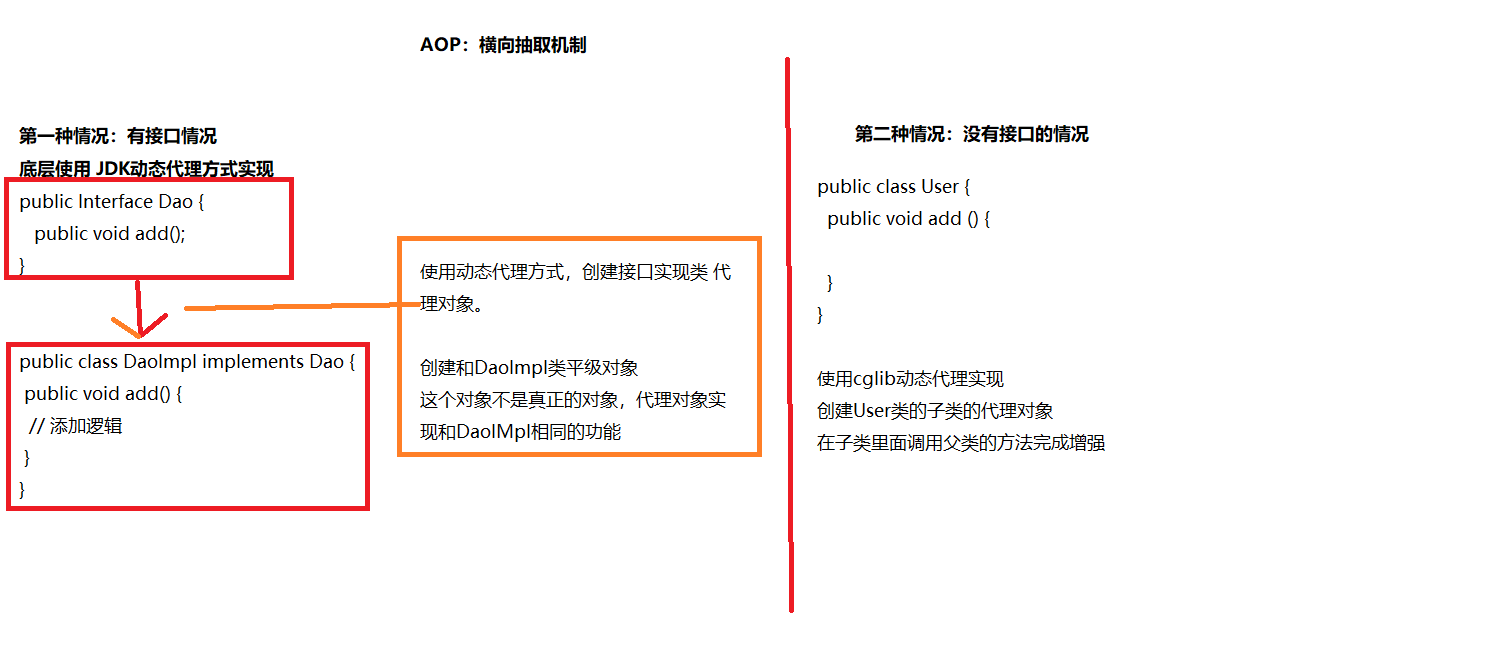 AOP：横向抽取机制
第一种情况：有接口情况
底层使用 JDK动态代理方式实现
public Interface Dao {
public void add();
}
public class DaoImpl implements Dao {
public void add() {
// 添加逻辑
}
}
使用动态代理方式，创建接口实现类 代
理对象。
创建和DaoImpl类平级对象
这个对象不是真正的对象，代理对象实
现和DaoIMpl相同的功能
第二种情况：没有接口的情况
public class User {
public void add () {
}
}
使用cglib动态代理实现
创建User类的子类的代理对象
在子类里面调用父类的方法完成增强